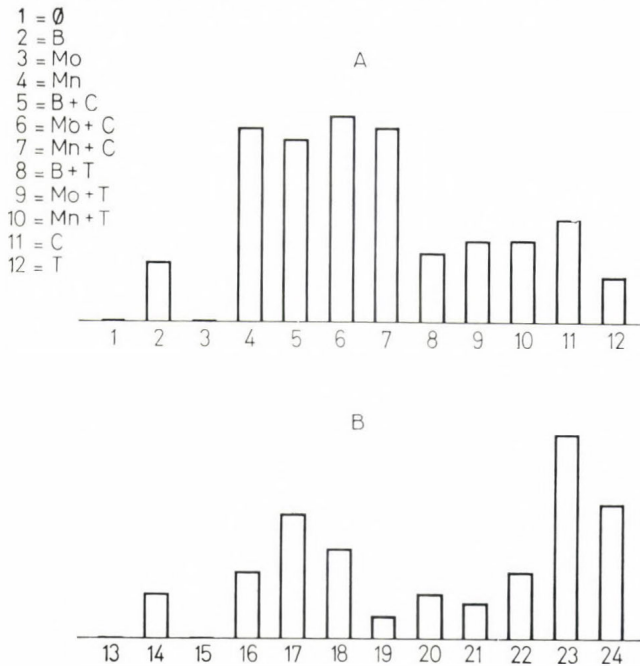 1 = Ø
2 = B
3 = Mo
4 = Mn
5 = B + C
6 = Mo + C
7 = Mn + C
8 = B + T
9 = Mo + T
10 = Mn + T
11 = C
12 = T
A
1 2 3 4 5 6 7 8 9 10 11 12
B
13 14 15 16 17 18 19 20 21 22 23 24